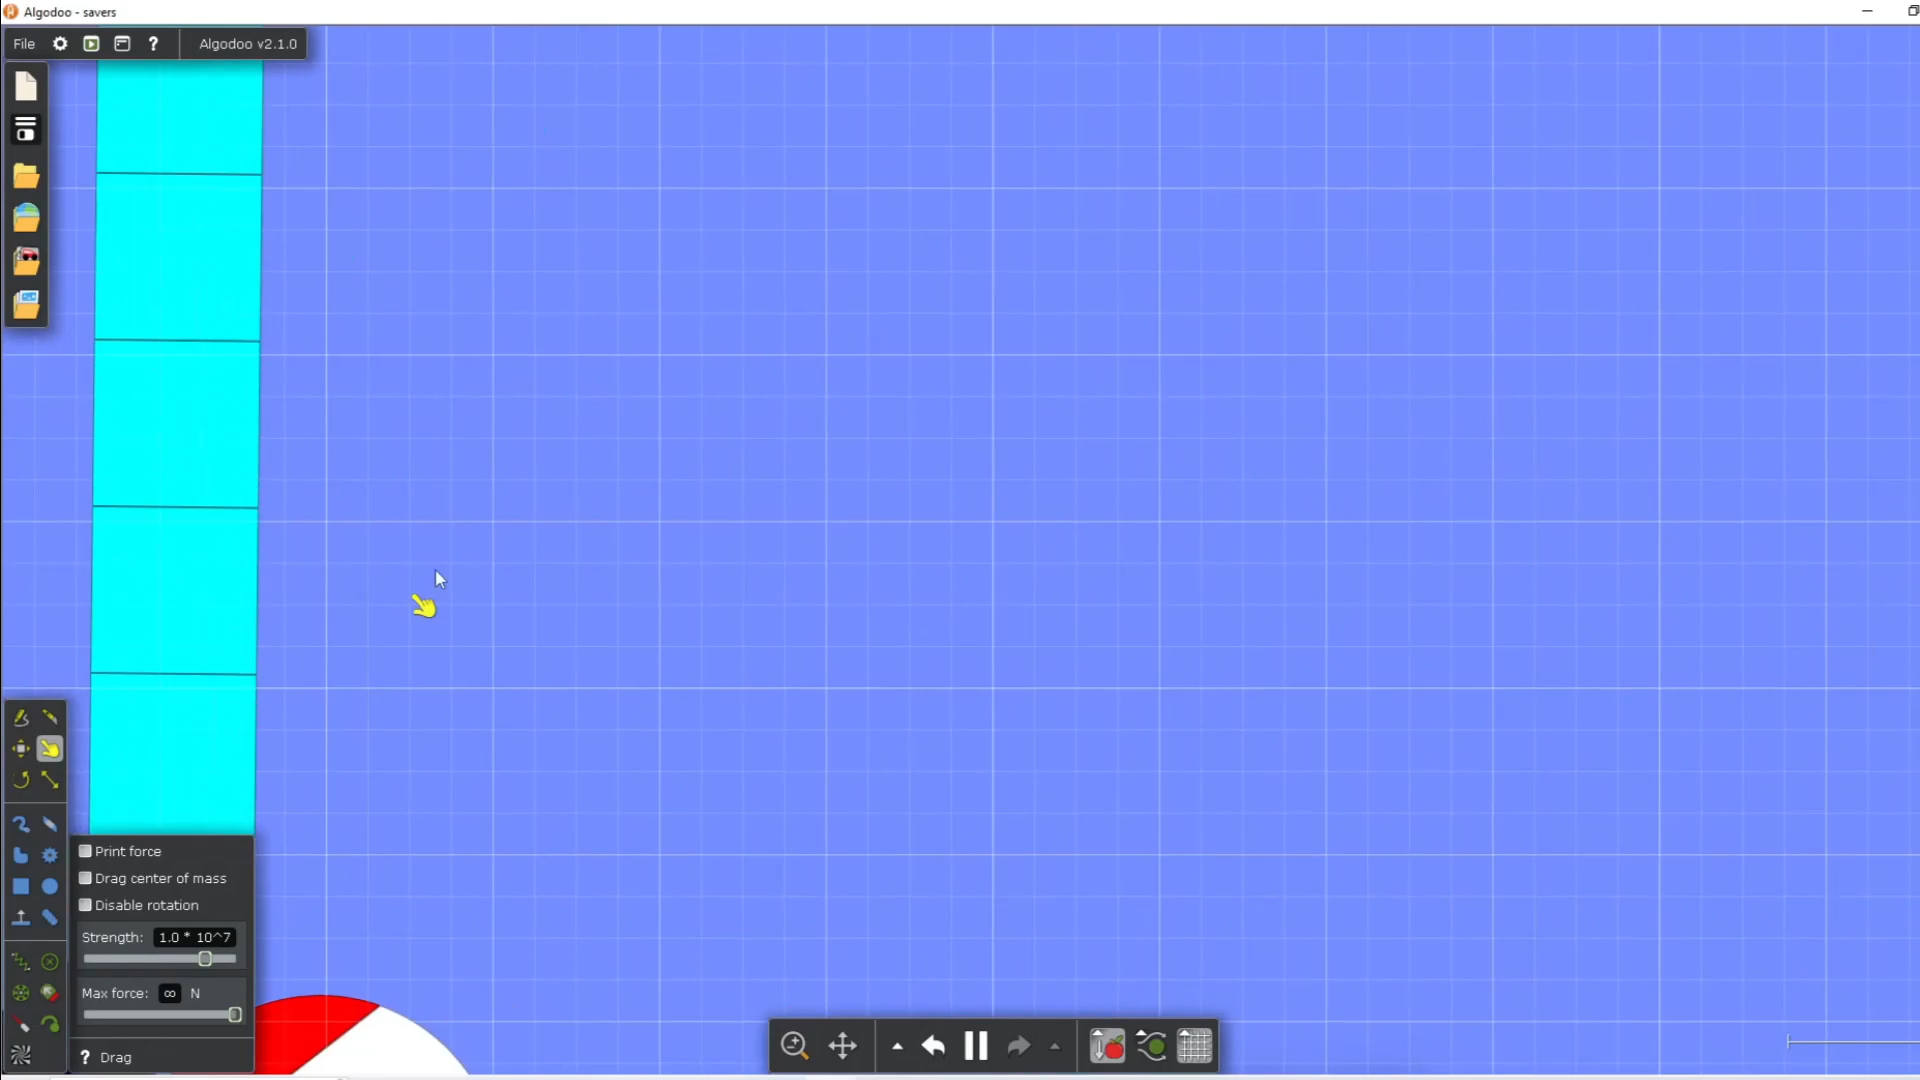 Algodoo - savers
File ? Algodoo v2.1.0
Print force
Drag center of mass
Disable rotation
Strength: 1.0 * 10^7
Max force: ∞ N
? Drag